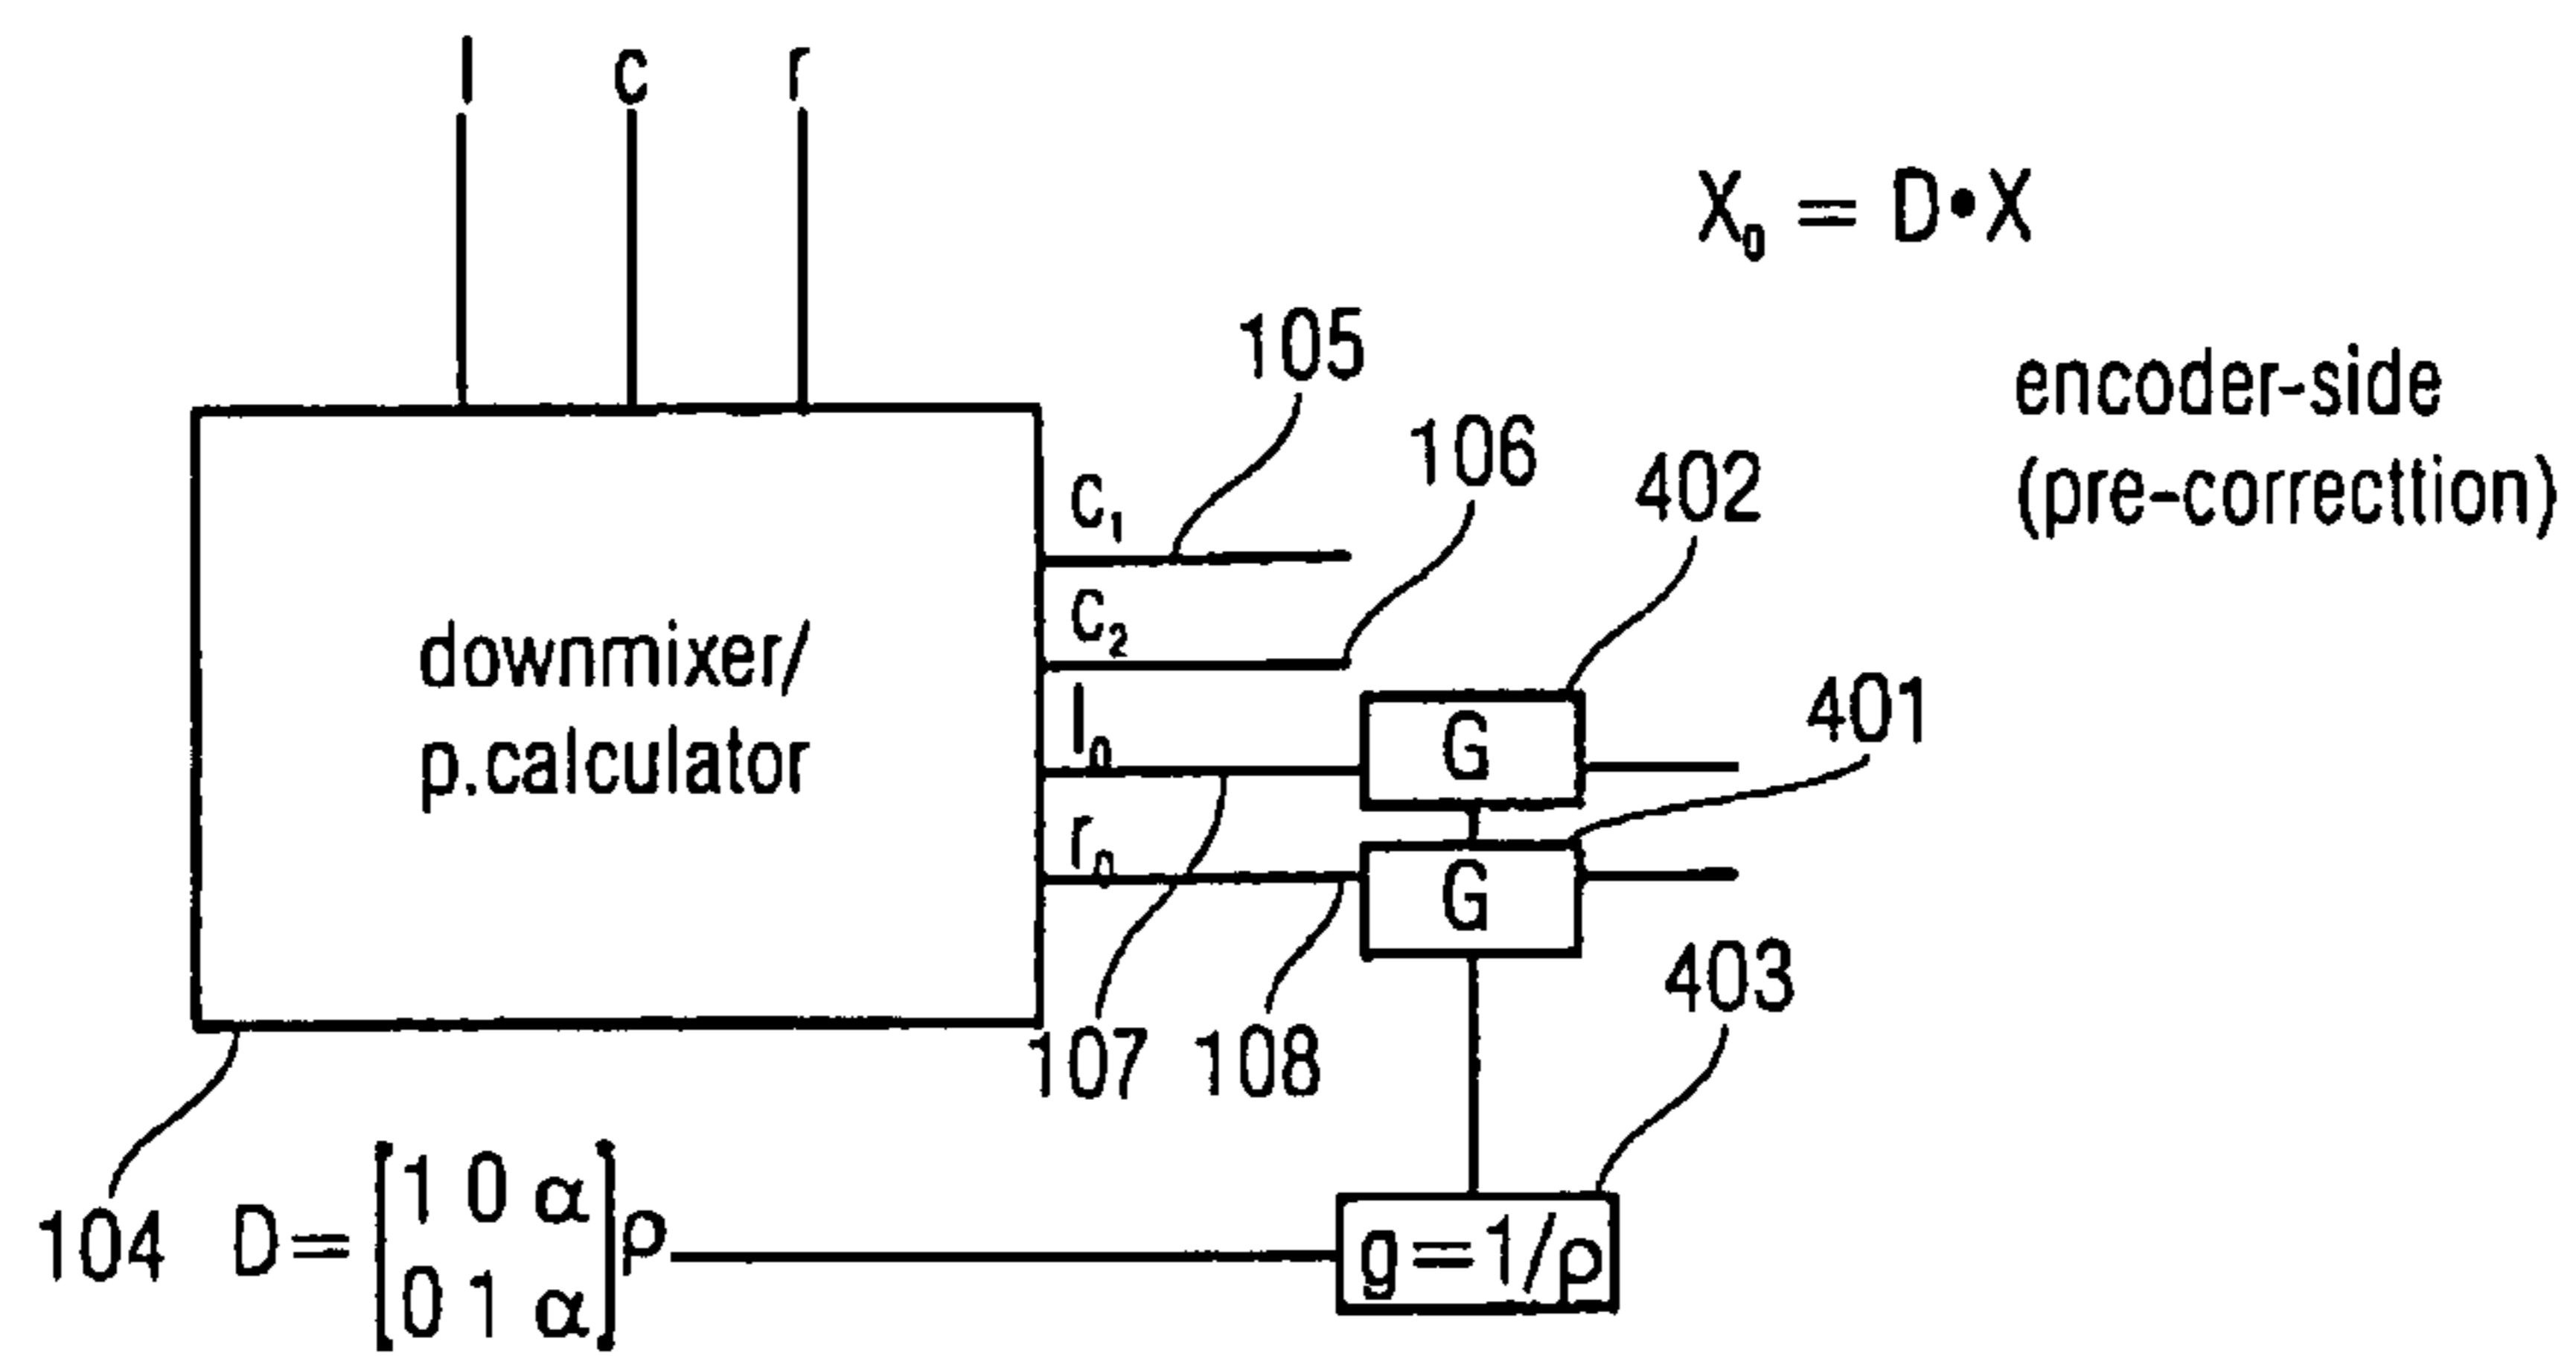 l c r
X₀ = D•X
105
encoder-side
(pre-correcttion)
106
402
c₁
c₂
401
downmixer/
p.calculator
l₀
G
r₀
G
403
107 108
104
D= [1 0 α
0 1 α] ρ
g=1/ρ